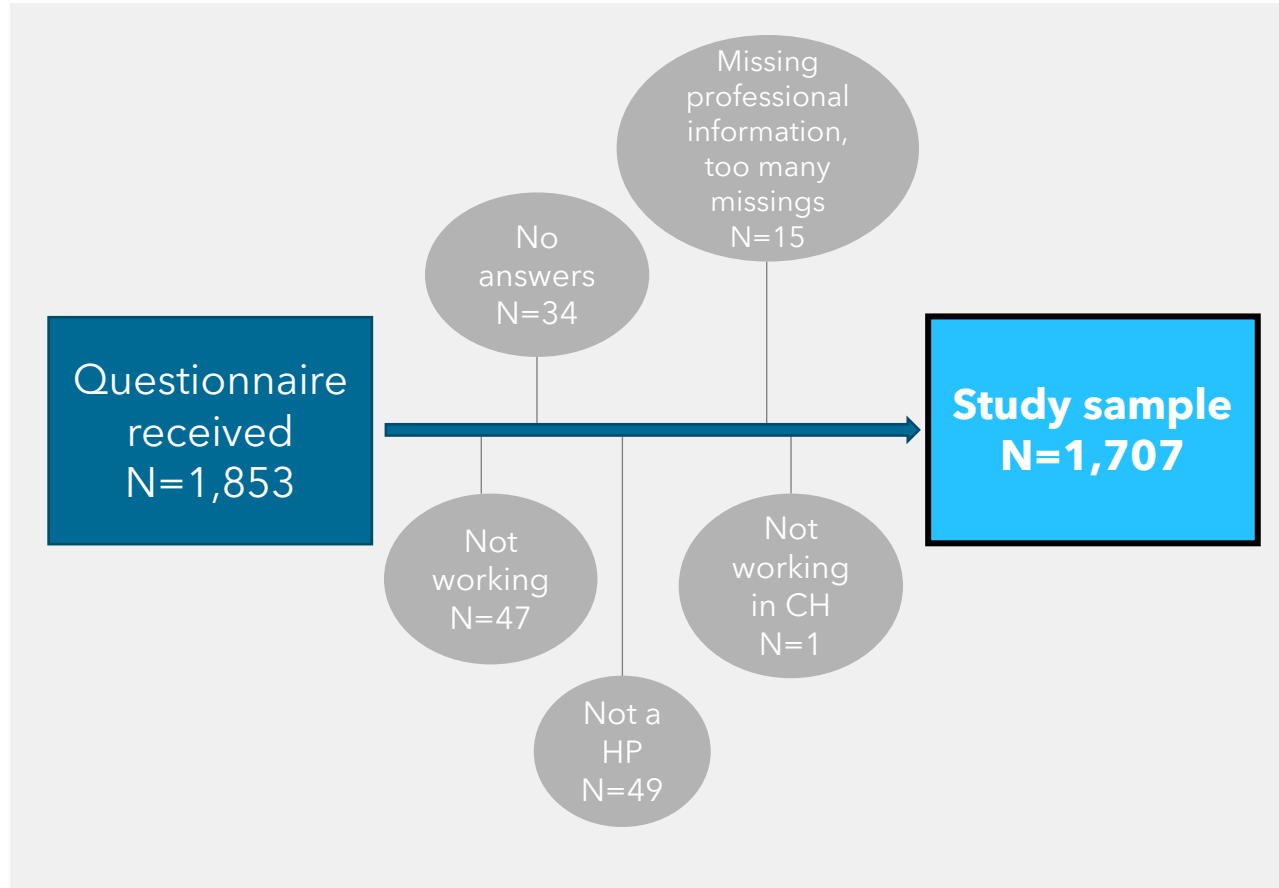 Missing
professional
information,
too many
missings
N=15
No
answers
N=34
Questionnaire
received
N=1,853
Study sample
N=1,707
Not
working
N=47
Not
working
in CH
N=1
Not a
HP
N=49